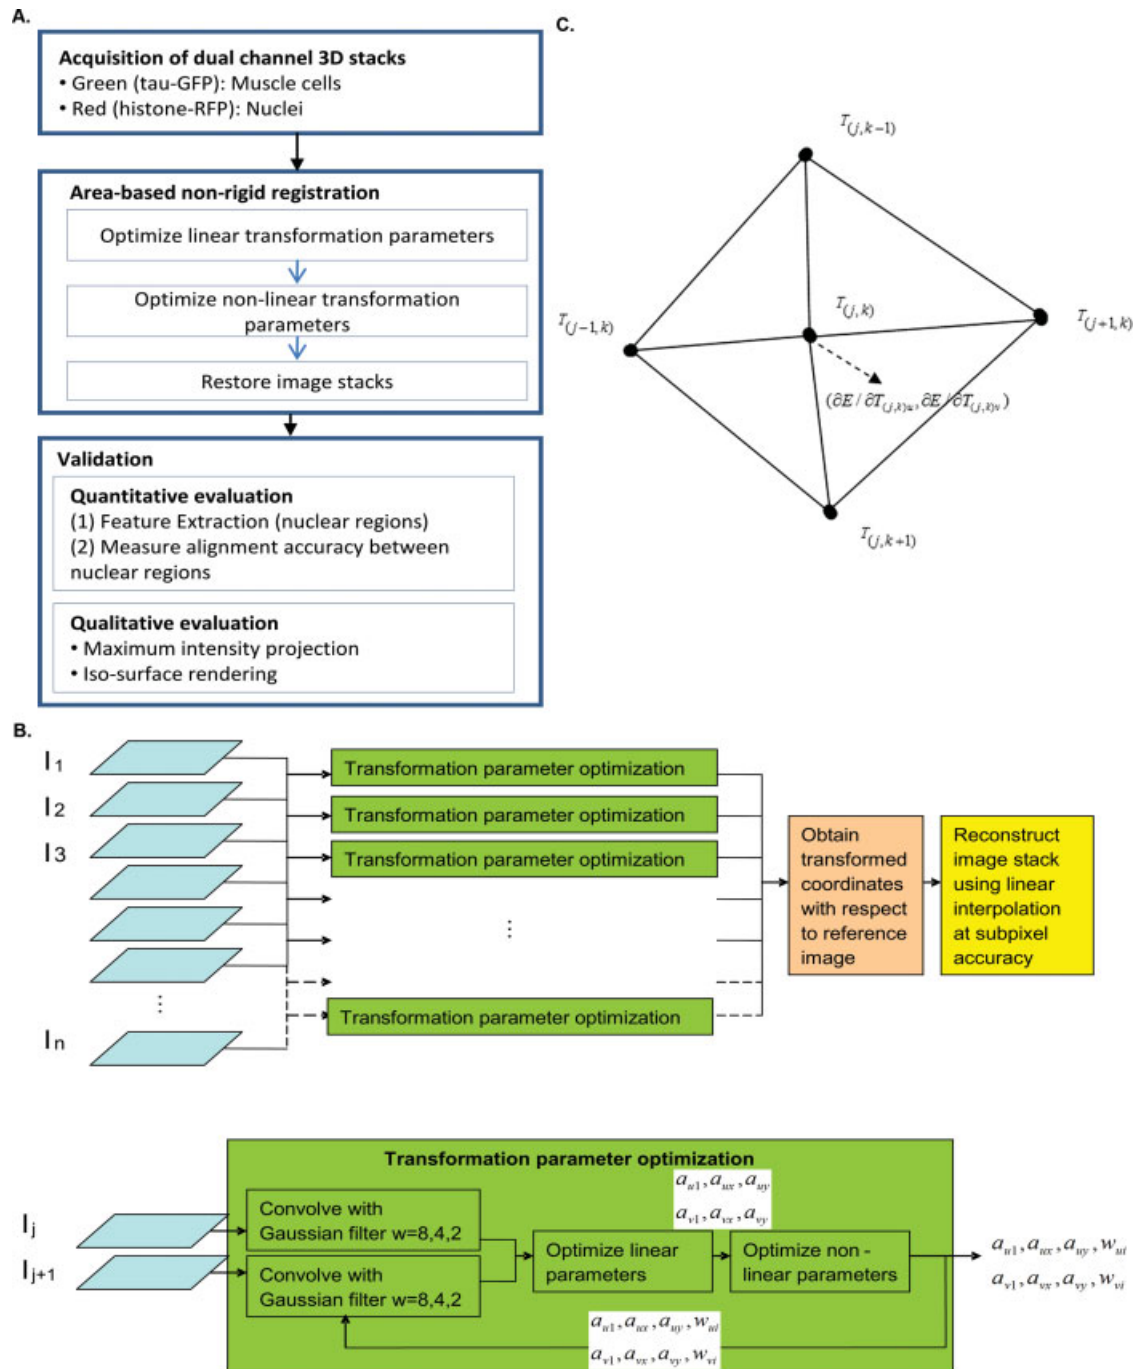 A.
Acquisition of dual channel 3D stacks
• Green (tau-GFP): Muscle cells
• Red (histone-RFP): Nuclei
Area-based non-rigid registration
Optimize linear transformation parameters
Optimize non-linear transformation
parameters
Restore image stacks
Validation
Quantitative evaluation
(1) Feature Extraction (nuclear regions)
(2) Measure alignment accuracy between
nuclear regions
Qualitative evaluation
• Maximum intensity projection
• Iso-surface rendering
C.
T(j,k−1)
T(j−1,k)
T(j,k)
T(j+1,k)
(∂E/∂T(j,k)u,∂E/∂T(j,k)v)
T(j,k+1)
B.
I1
I2
I3
⋮
In
Transformation parameter optimization
Transformation parameter optimization
Transformation parameter optimization
⋮
Transformation parameter optimization
Obtain
transformed
coordinates
with respect
to reference
image
Reconstruct
image stack
using linear
interpolation
at subpixel
accuracy
Transformation parameter optimization
Ij
Ij+1
Convolve with
Gaussian filter w=8,4,2
Convolve with
Gaussian filter w=8,4,2
Optimize linear
parameters
au1,aux,auy
av1,avx,avy
Optimize non -
linear parameters
au1,aux,auy,wui
av1,avx,avy,wvi
au1,aux,auy,wui
av1,avx,avy,wvi